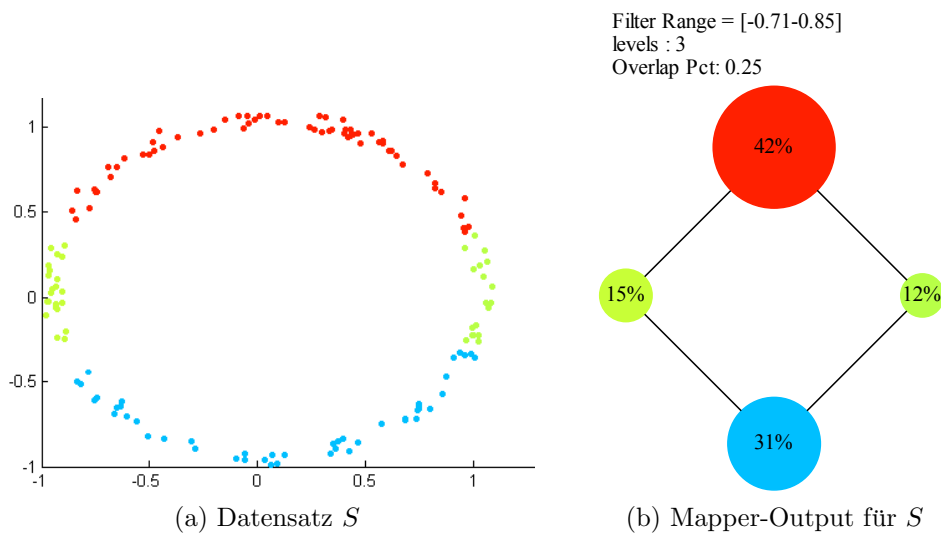 Filter Range = [-0.71-0.85]
levels : 3
Overlap Pct: 0.25
1
0.5
0
-0.5
-1
-1
-0.5
0
0.5
1
42%
15%
12%
31%
(a) Datensatz S
(b) Mapper-Output für S